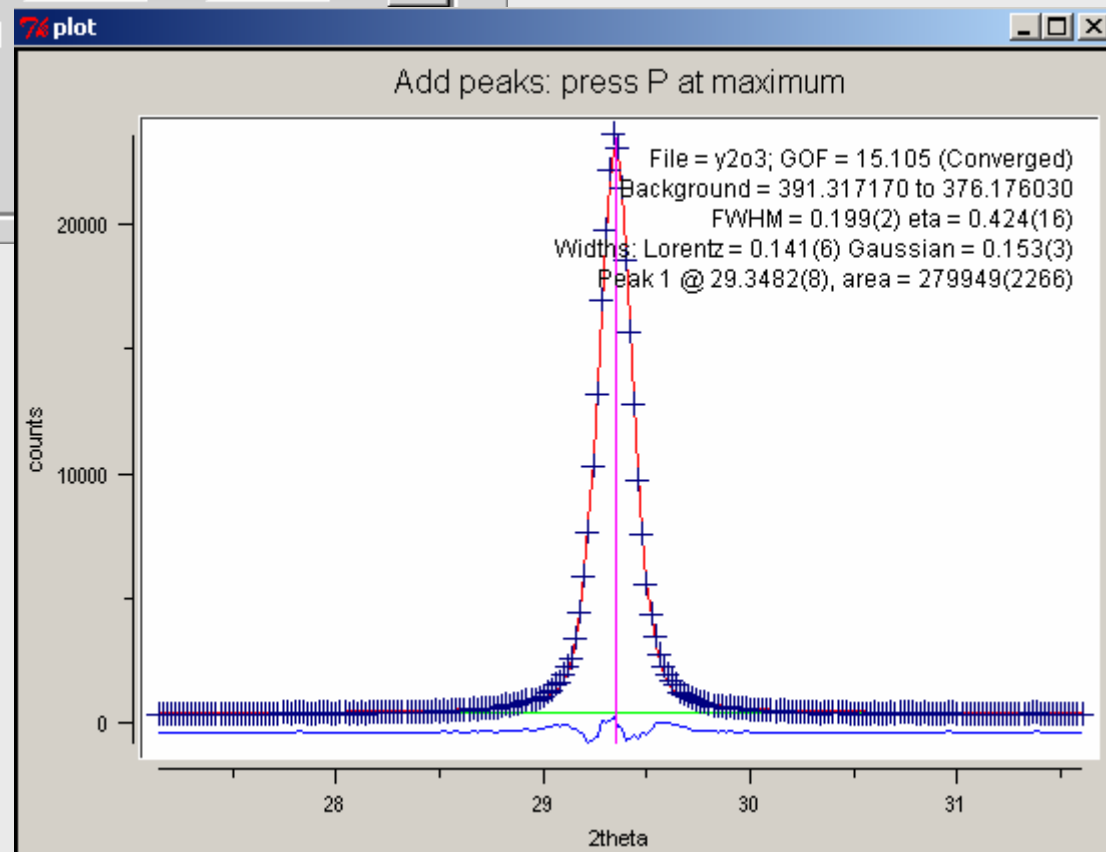 plot
Add peaks: press P at maximum
File = y2o3; GOF = 15.105 (Converged)
Background = 391.317170 to 376.176030
FWHM = 0.199(2) eta = 0.424(16)
Widths: Lorentz = 0.141(6) Gaussian = 0.153(3)
Peak 1 @ 29.3482(8), area = 279949(2266)
counts
20000
10000
0
28 29 30 31
2theta